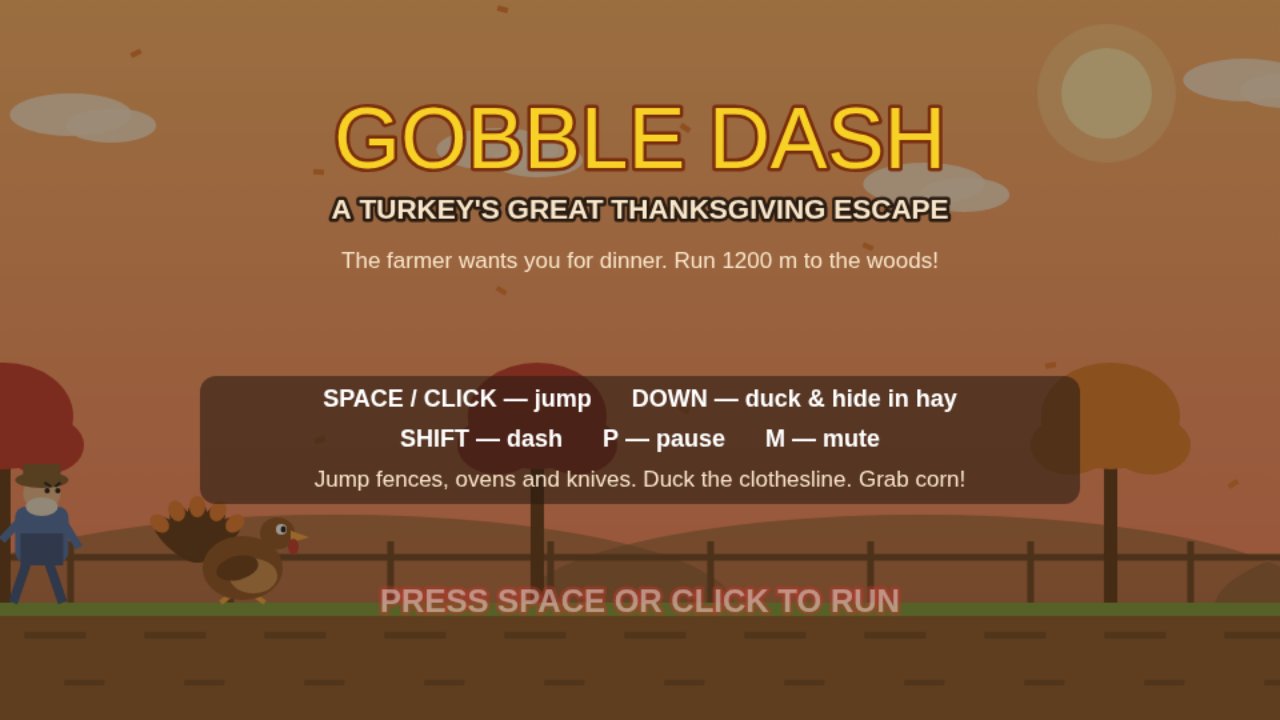 GOBBLE DASH
A TURKEY'S GREAT THANKSGIVING ESCAPE
The farmer wants you for dinner. Run 1200 m to the woods!
SPACE / CLICK — jump DOWN — duck & hide in hay
SHIFT — dash P — pause M — mute
Jump fences, ovens and knives. Duck the clothesline. Grab corn!
PRESS SPACE OR CLICK TO RUN